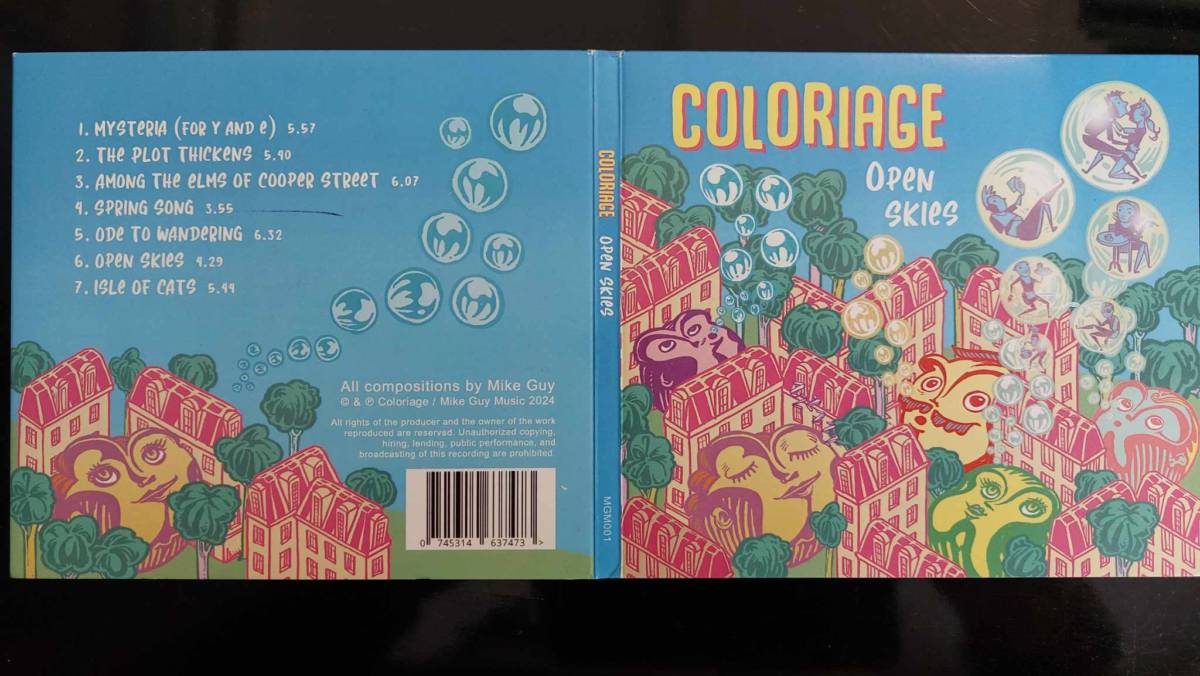 1. MYSTERIA (FOR Y AND E) 5.57
2. THE PLOT THICKENS 5.40
3. AMONG THE ELMS OF COOPER STREET 6.07
4. SPRING SONG 3.55
5. ODE TO WANDERING 6.32
6. OPEN SKIES 4.29
7. ISLE OF CATS 5.44
All compositions by Mike Guy
© & ℗ Coloriage / Mike Guy Music 2024
All rights of the producer and the owner of the work
reproduced are reserved. Unauthorized copying,
hiring, lending, public performance, and
broadcasting of this recording are prohibited.
0 745314 637473 >
COLORIAGE OPEN SKIES
MGM001
COLORIAGE
OPEN
SKIES